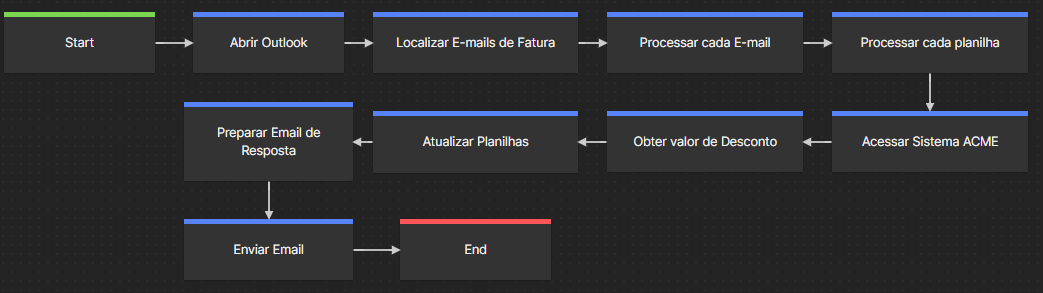 Start
Abrir Outlook
Localizar E-mails de Fatura
Processar cada E-mail
Processar cada planilha
Acessar Sistema ACME
Obter valor de Desconto
Atualizar Planilhas
Preparar Email de
Resposta
Enviar Email
End